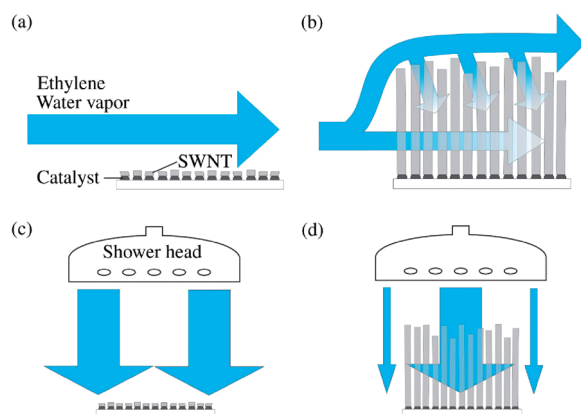 (a)
(b)
Ethylene
Water vapor
SWNT
Catalyst
(c)
(d)
Shower head